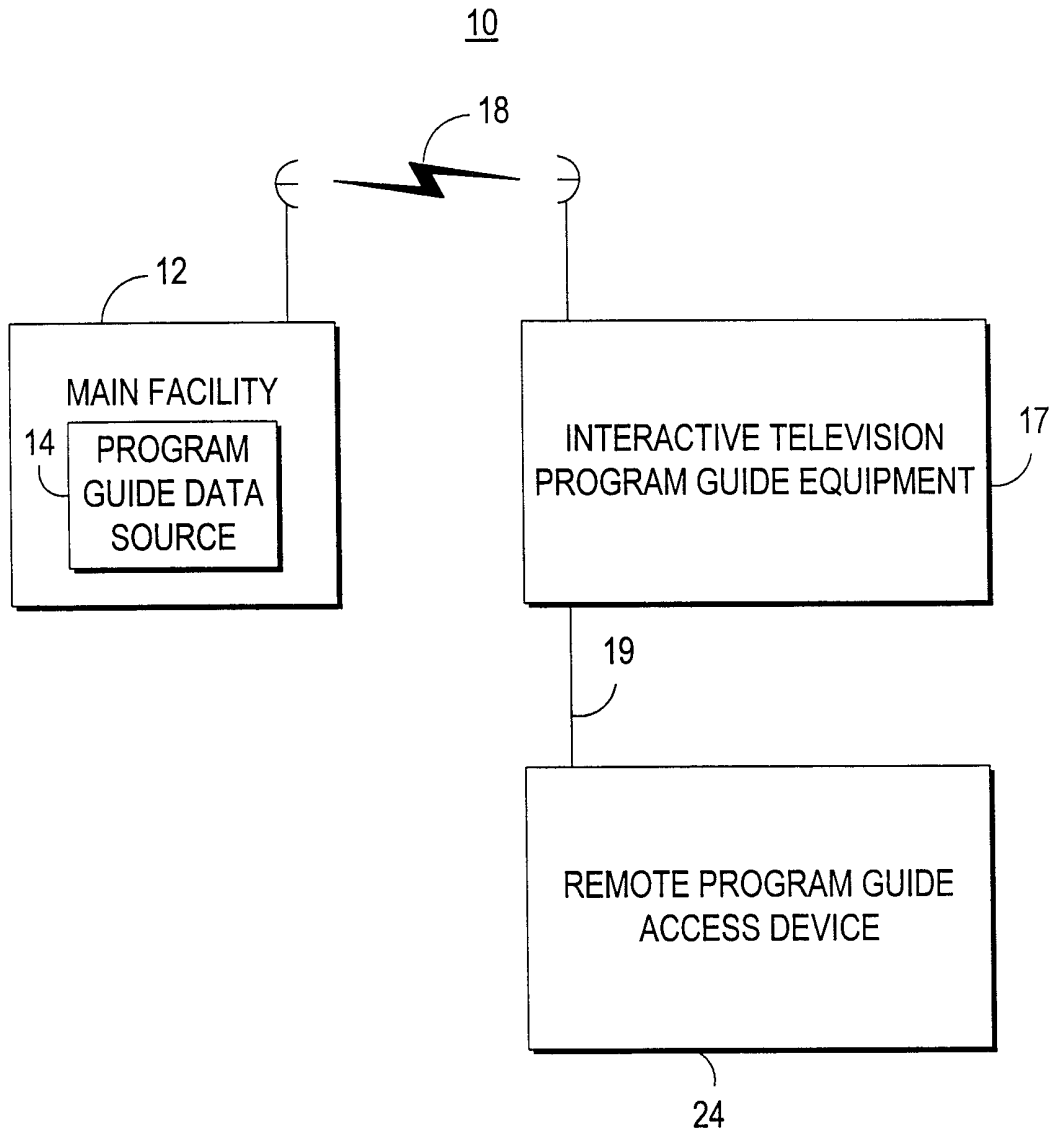 10
18
12
MAIN FACILITY
14
PROGRAM
GUIDE DATA
SOURCE
INTERACTIVE TELEVISION
PROGRAM GUIDE EQUIPMENT
17
19
REMOTE PROGRAM GUIDE
ACCESS DEVICE
24